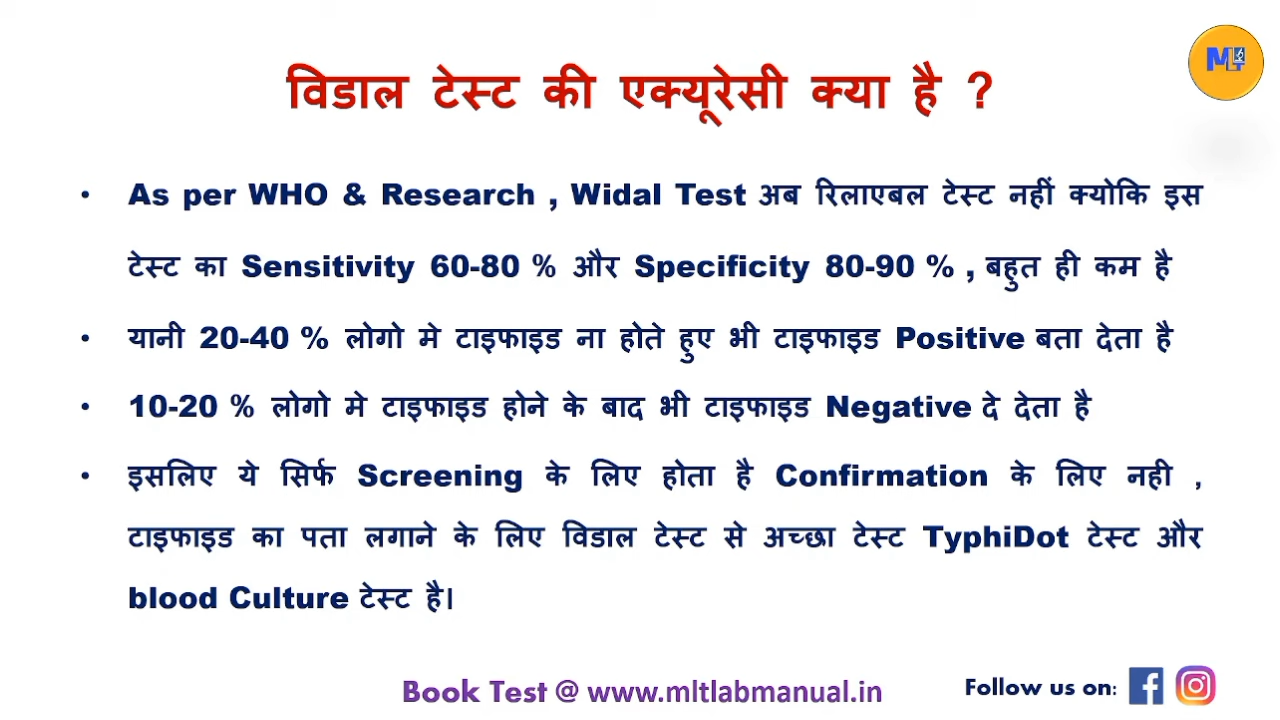 विडाल टेस्ट की एक्यूरेसी क्या है ?
MLT
• As per WHO & Research , Widal Test अब रिलाएबल टेस्ट नहीं क्योकि इस
टेस्ट का Sensitivity 60-80 % और Specificity 80-90 % , बहुत ही कम है
• यानी 20-40 % लोगो मे टाइफाइड ना होते हुए भी टाइफाइड Positive बता देता है
• 10-20 % लोगो मे टाइफाइड होने के बाद भी टाइफाइड Negative दे देता है
• इसलिए ये सिर्फ Screening के लिए होता है Confirmation के लिए नही ,
टाइफाइड का पता लगाने के लिए विडाल टेस्ट से अच्छा टेस्ट TyphiDot टेस्ट और
blood Culture टेस्ट है।
Book Test @ www.mltlabmanual.in
Follow us on: